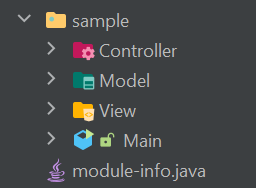 sample
Controller
Model
View
Main
module-info.java